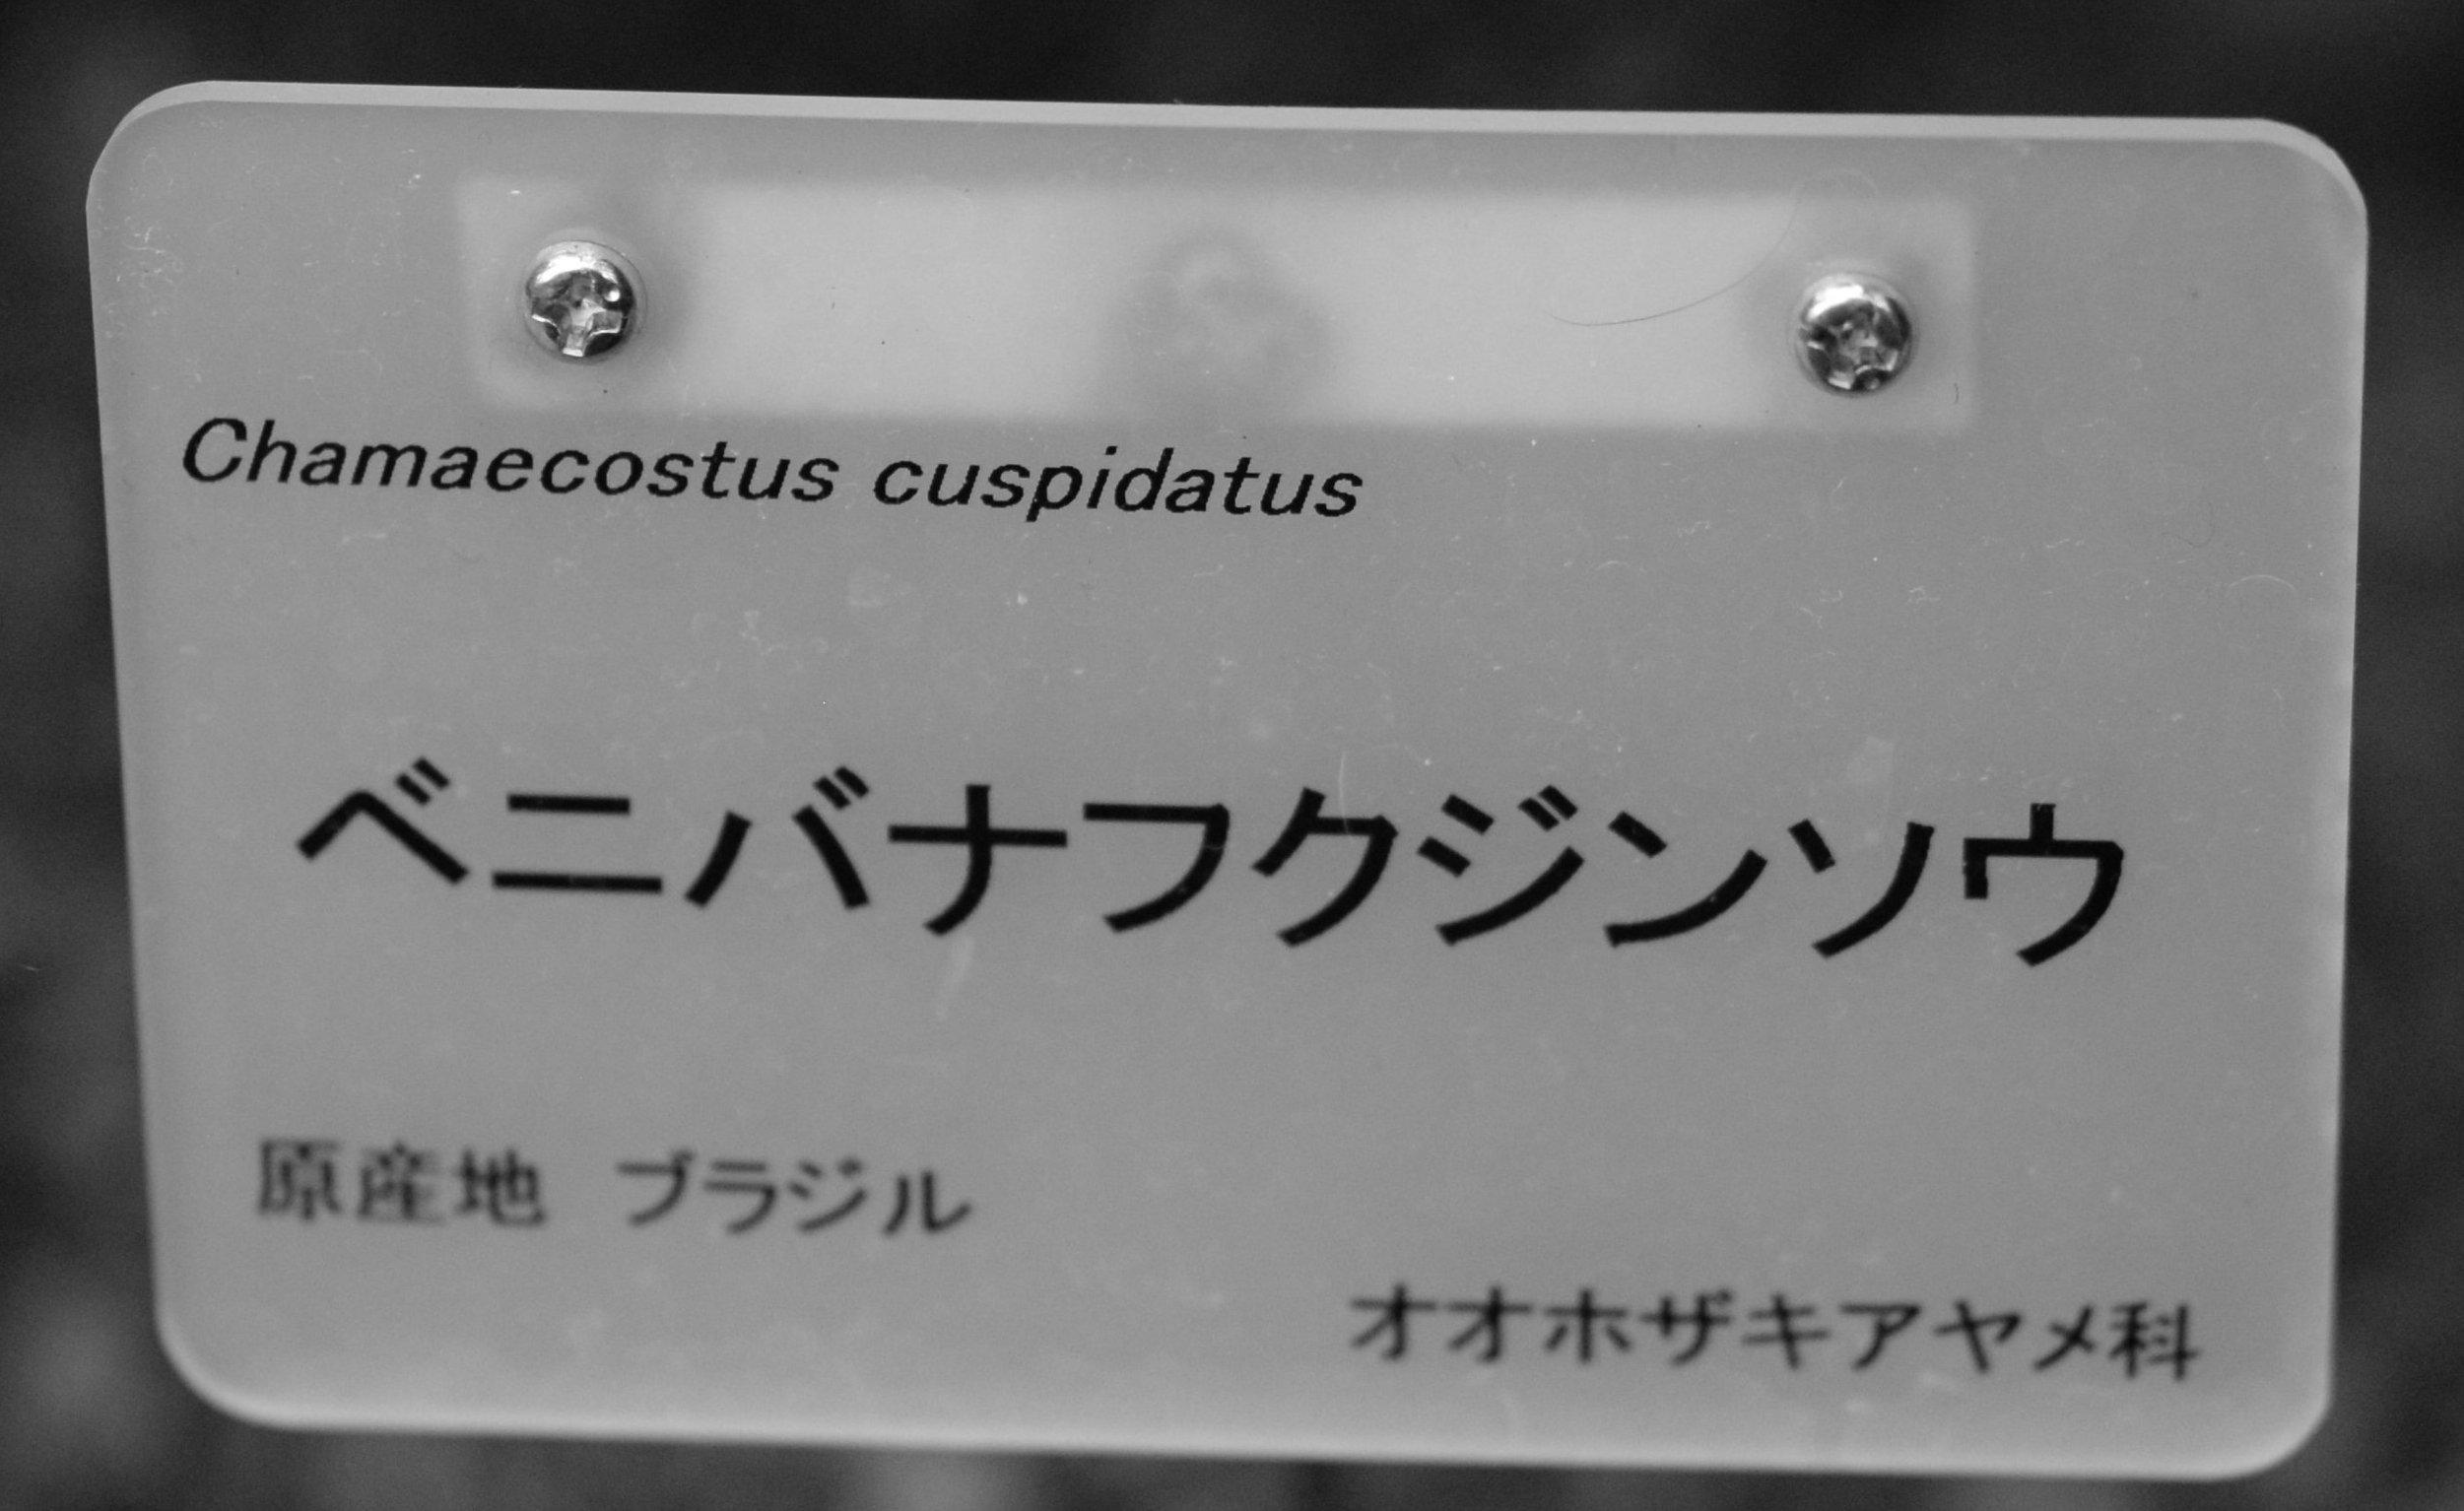 Chamaecostus cuspidatus
ベニバナフクジンソウ
原産地 ブラジル
オオホザキアヤメ科